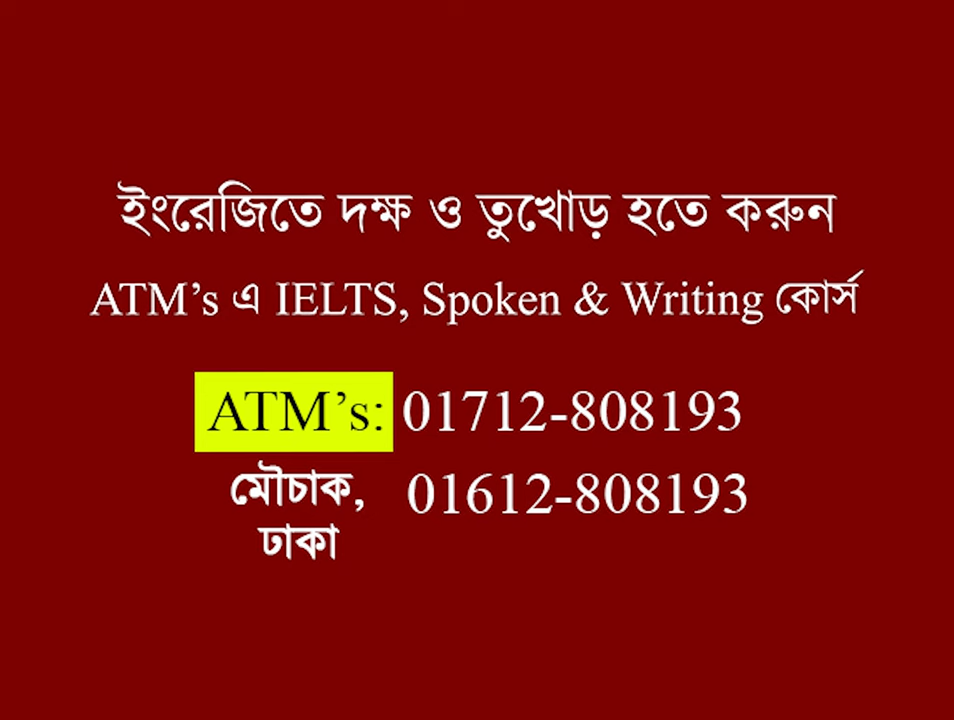 ইংরেজিতে দক্ষ ও তুখোড় হতে করুন
ATM’s এ IELTS, Spoken & Writing কোর্স
ATM’s: 01712-808193
মৌচাক, 01612-808193
ঢাকা